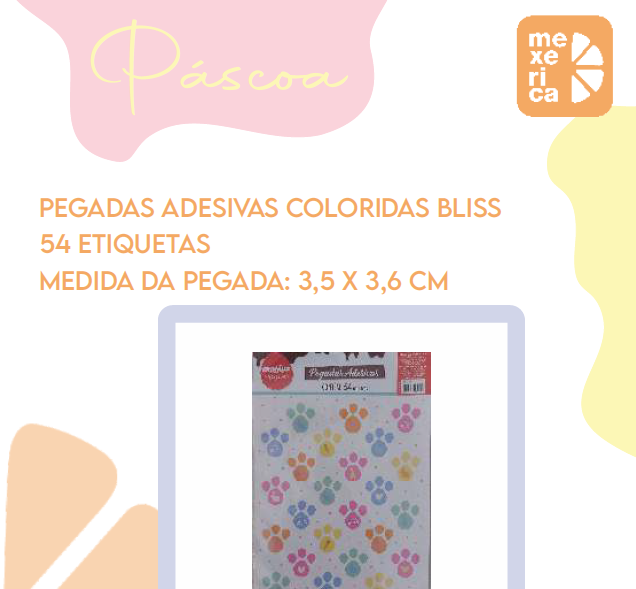 Páscoa
me
xe
ri
ca
PEGADAS ADESIVAS COLORIDAS BLISS
54 ETIQUETAS
MEDIDA DA PEGADA: 3,5 X 3,6 CM
Pegadas Adesivas